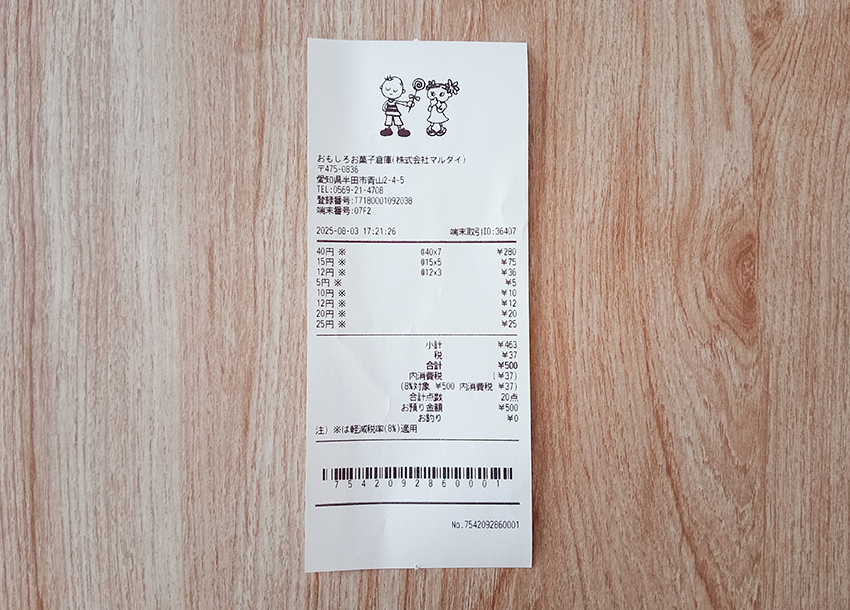 おもしろお菓子倉庫(株式会社マルダイ)
〒475-0836
愛知県半田市青山2-4-5
TEL:0569-21-4708
登録番号:T7180001092038
端末番号:07F2
2025-08-03 17:21:26 端末取引ID:36407
40円 ※ @40x7 ¥280
15円 ※ @15x5 ¥75
12円 ※ @12x3 ¥36
5円 ※ ¥5
10円 ※ ¥10
12円 ※ ¥12
20円 ※ ¥20
25円 ※ ¥25
小計 ¥463
税 ¥37
合計 ¥500
内消費税 (¥37)
(8%対象 ¥500 内消費税 ¥37)
合計点数 20点
お預り金額 ¥500
お釣り ¥0
注) ※は軽減税率(8%)適用
7542092860001
No.7542092860001